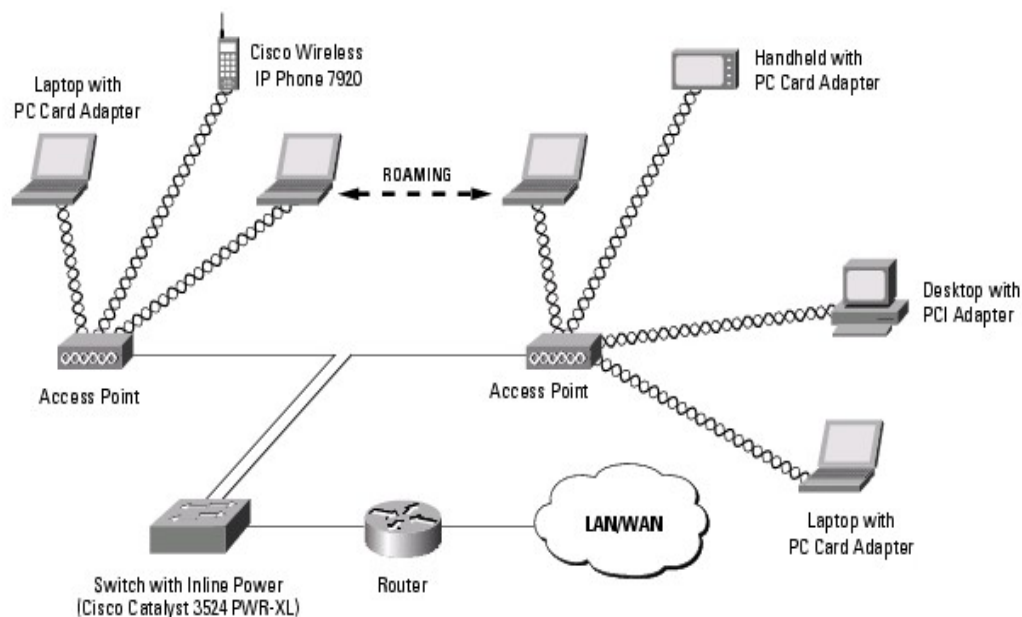 Cisco Wireless
IP Phone 7920
Handheld with
PC Card Adapter
Laptop with
PC Card Adapter
ROAMING
Desktop with
PCI Adapter
Access Point
Access Point
LAN/WAN
Laptop with
PC Card Adapter
Switch with Inline Power
(Cisco Catalyst 3524 PWR-XL)
Router